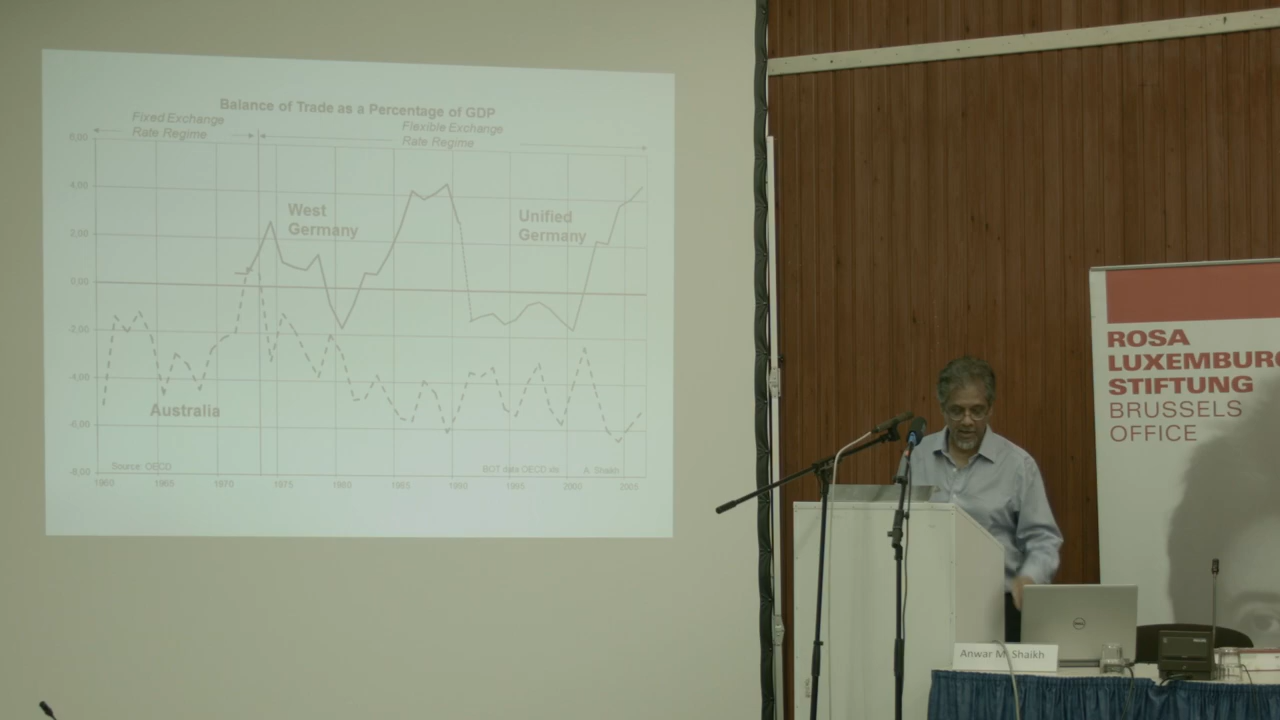 Balance of Trade as a Percentage of GDP
Fixed Exchange
Rate Regime
Flexible Exchange
Rate Regime
6,00
4,00
2,00
0,00
-2,00
-4,00
-6,00
-8,00
West
Germany
Unified
Germany
Australia
Source: OECD
BOT data OECD.xls
A. Shaikh
1960
1965
1970
1975
1980
1985
1990
1995
2000
2005
ROSA
LUXEMBURG
STIFTUNG
BRUSSELS
OFFICE
Anwar M. Shaikh
DELL